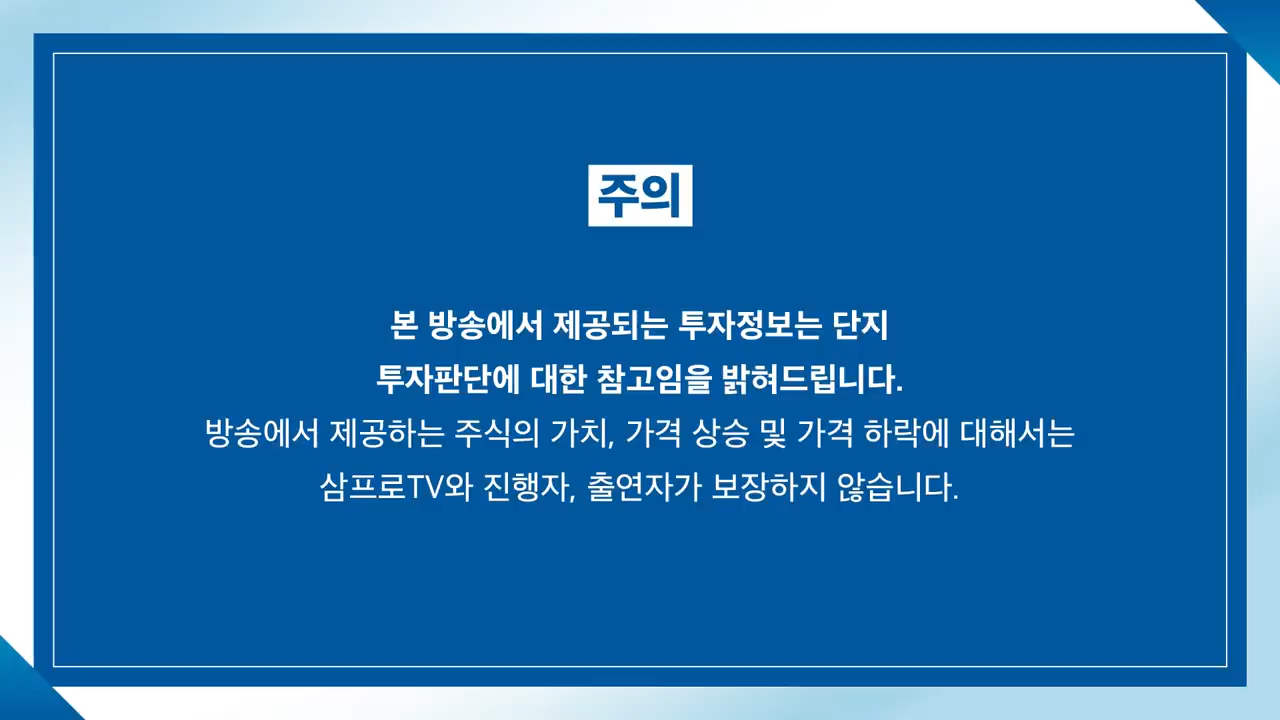 주의
본 방송에서 제공되는 투자정보는 단지
투자판단에 대한 참고임을 밝혀드립니다.
방송에서 제공하는 주식의 가치, 가격 상승 및 가격 하락에 대해서는
삼프로TV와 진행자, 출연자가 보장하지 않습니다.